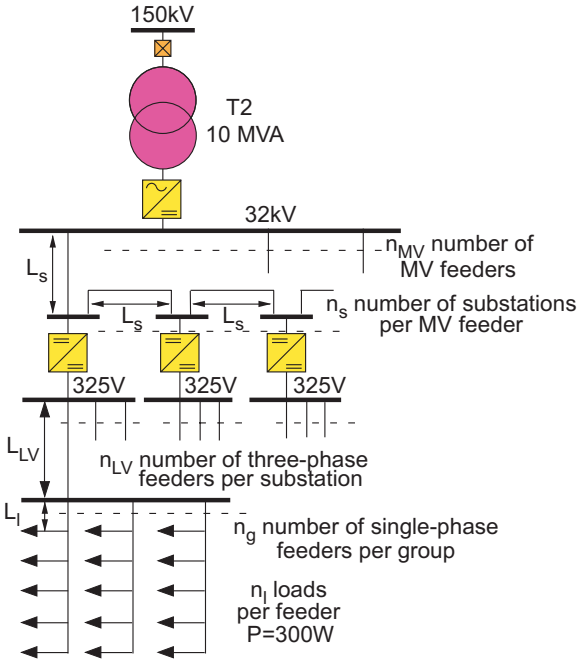 150kV
T2
10 MVA
32kV
n_MV number of
MV feeders
L_s
L_s
L_s
n_s number of substations
per MV feeder
325V
325V
325V
L_LV
n_LV number of three-phase
feeders per substation
L_l
n_g number of single-phase
feeders per group
n_l loads
per feeder
P=300W